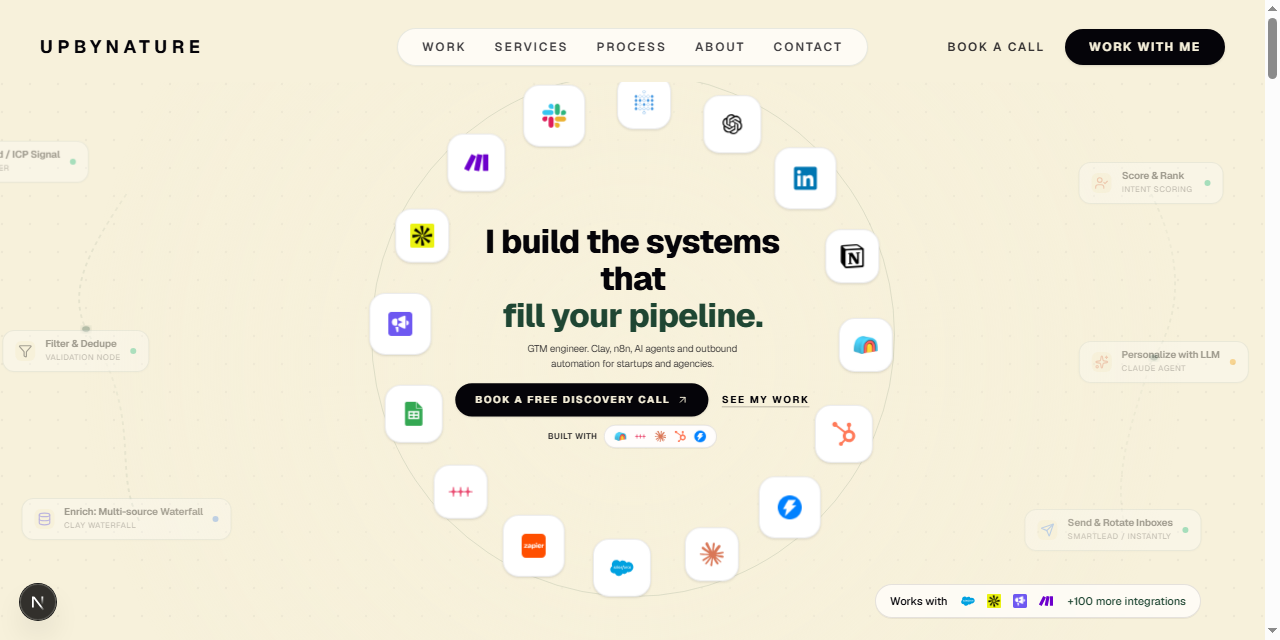 UPBYNATURE
WORK SERVICES PROCESS ABOUT CONTACT
BOOK A CALL
WORK WITH ME
/ ICP Signal
ER
Score & Rank
INTENT SCORING
in
N
I build the systems
that
fill your pipeline.
GTM engineer. Clay, n8n, AI agents and outbound
automation for startups and agencies.
BOOK A FREE DISCOVERY CALL
SEE MY WORK
BUILT WITH
Filter & Dedupe
VALIDATION NODE
Personalize with LLM
CLAUDE AGENT
Enrich: Multi-source Waterfall
CLAY WATERFALL
Send & Rotate Inboxes
SMARTLEAD / INSTANTLY
zapier
salesforce
N
Works with
+100 more integrations